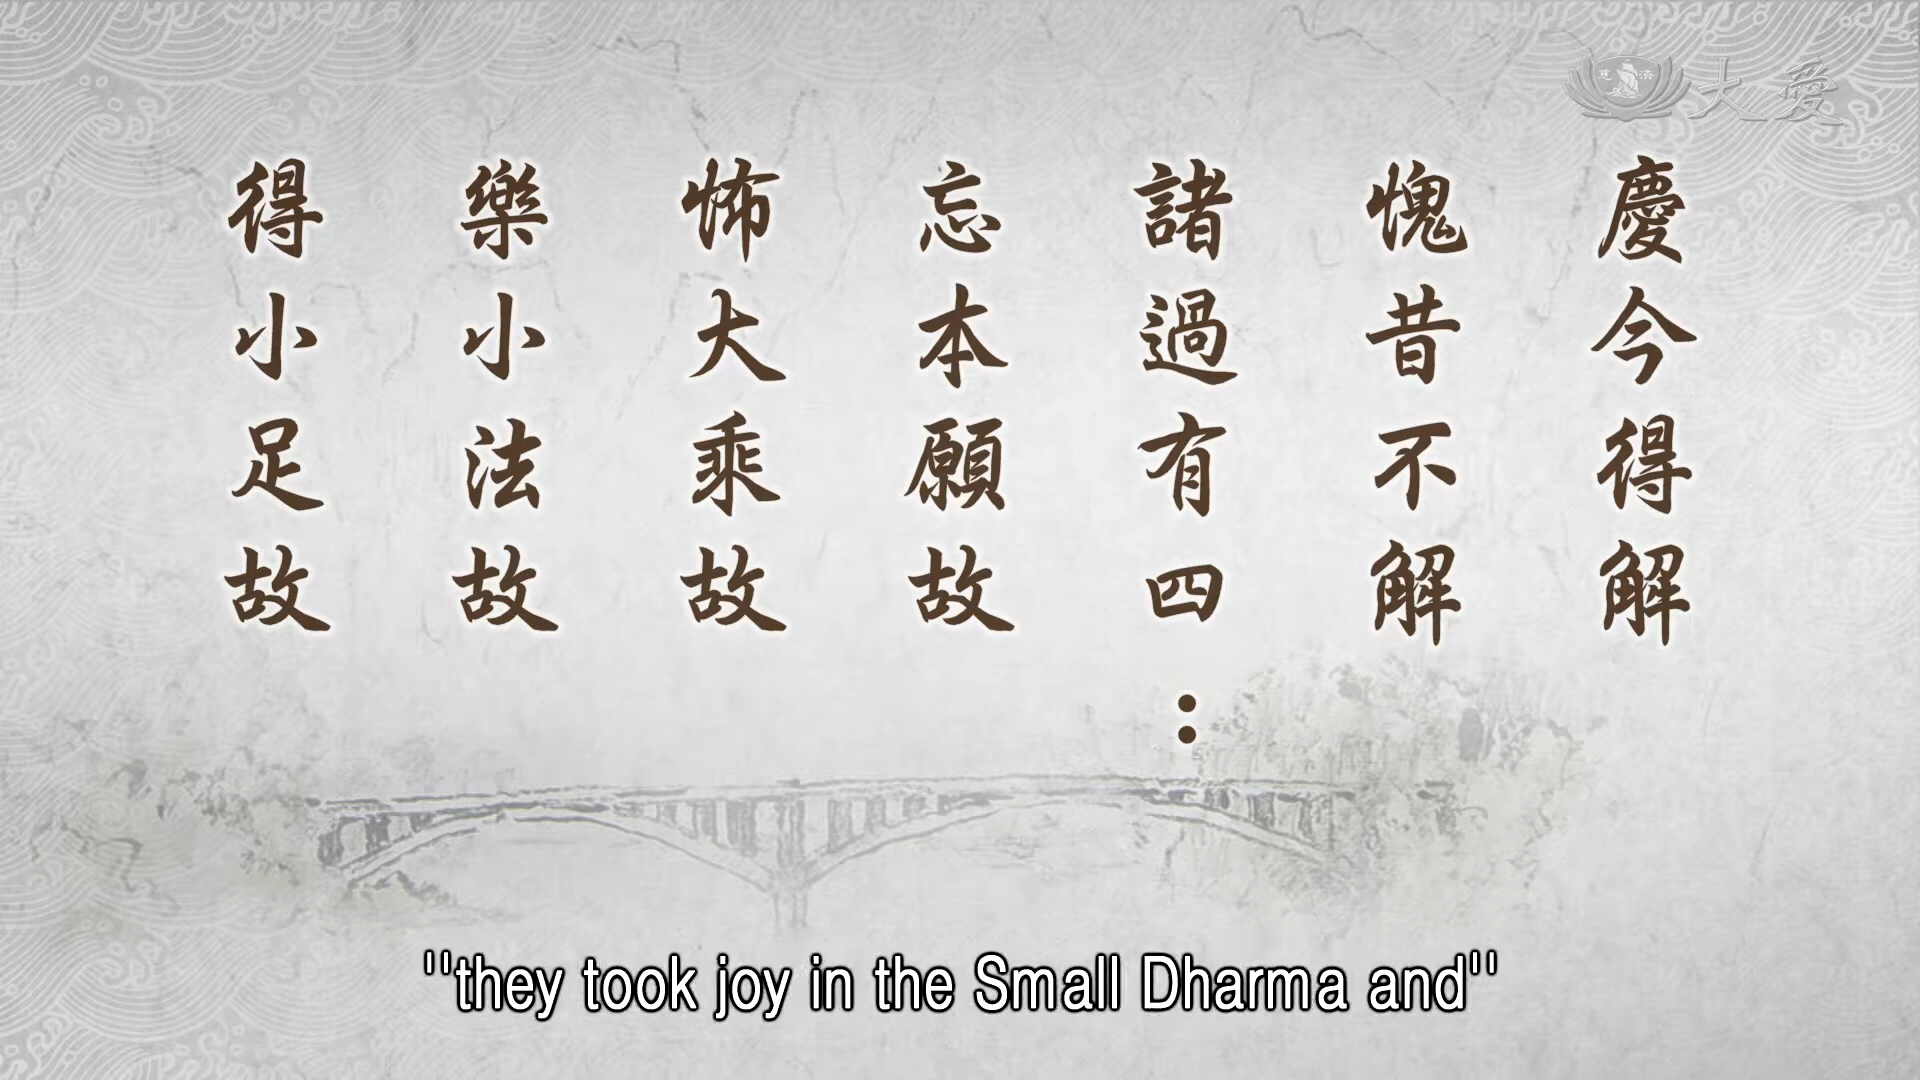 慈濟 大愛
慶今得解
愧昔不解
諸過有四：
忘本願故
怖大乘故
樂小法故
得小足故
"they took joy in the Small Dharma and"